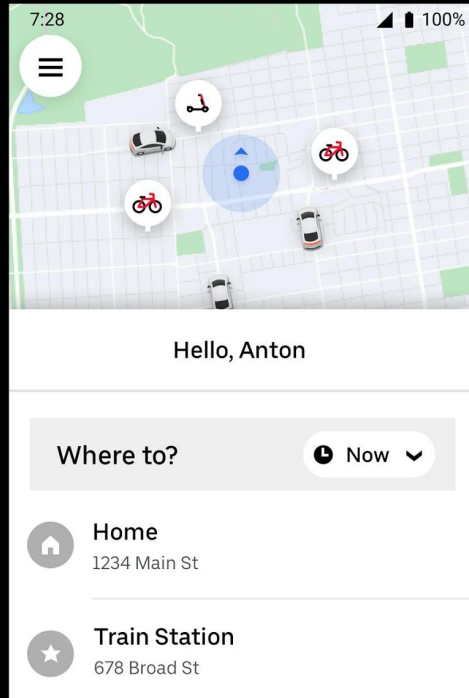 7:28 100%
Hello, Anton
Where to? Now
Home
1234 Main St
Train Station
678 Broad St